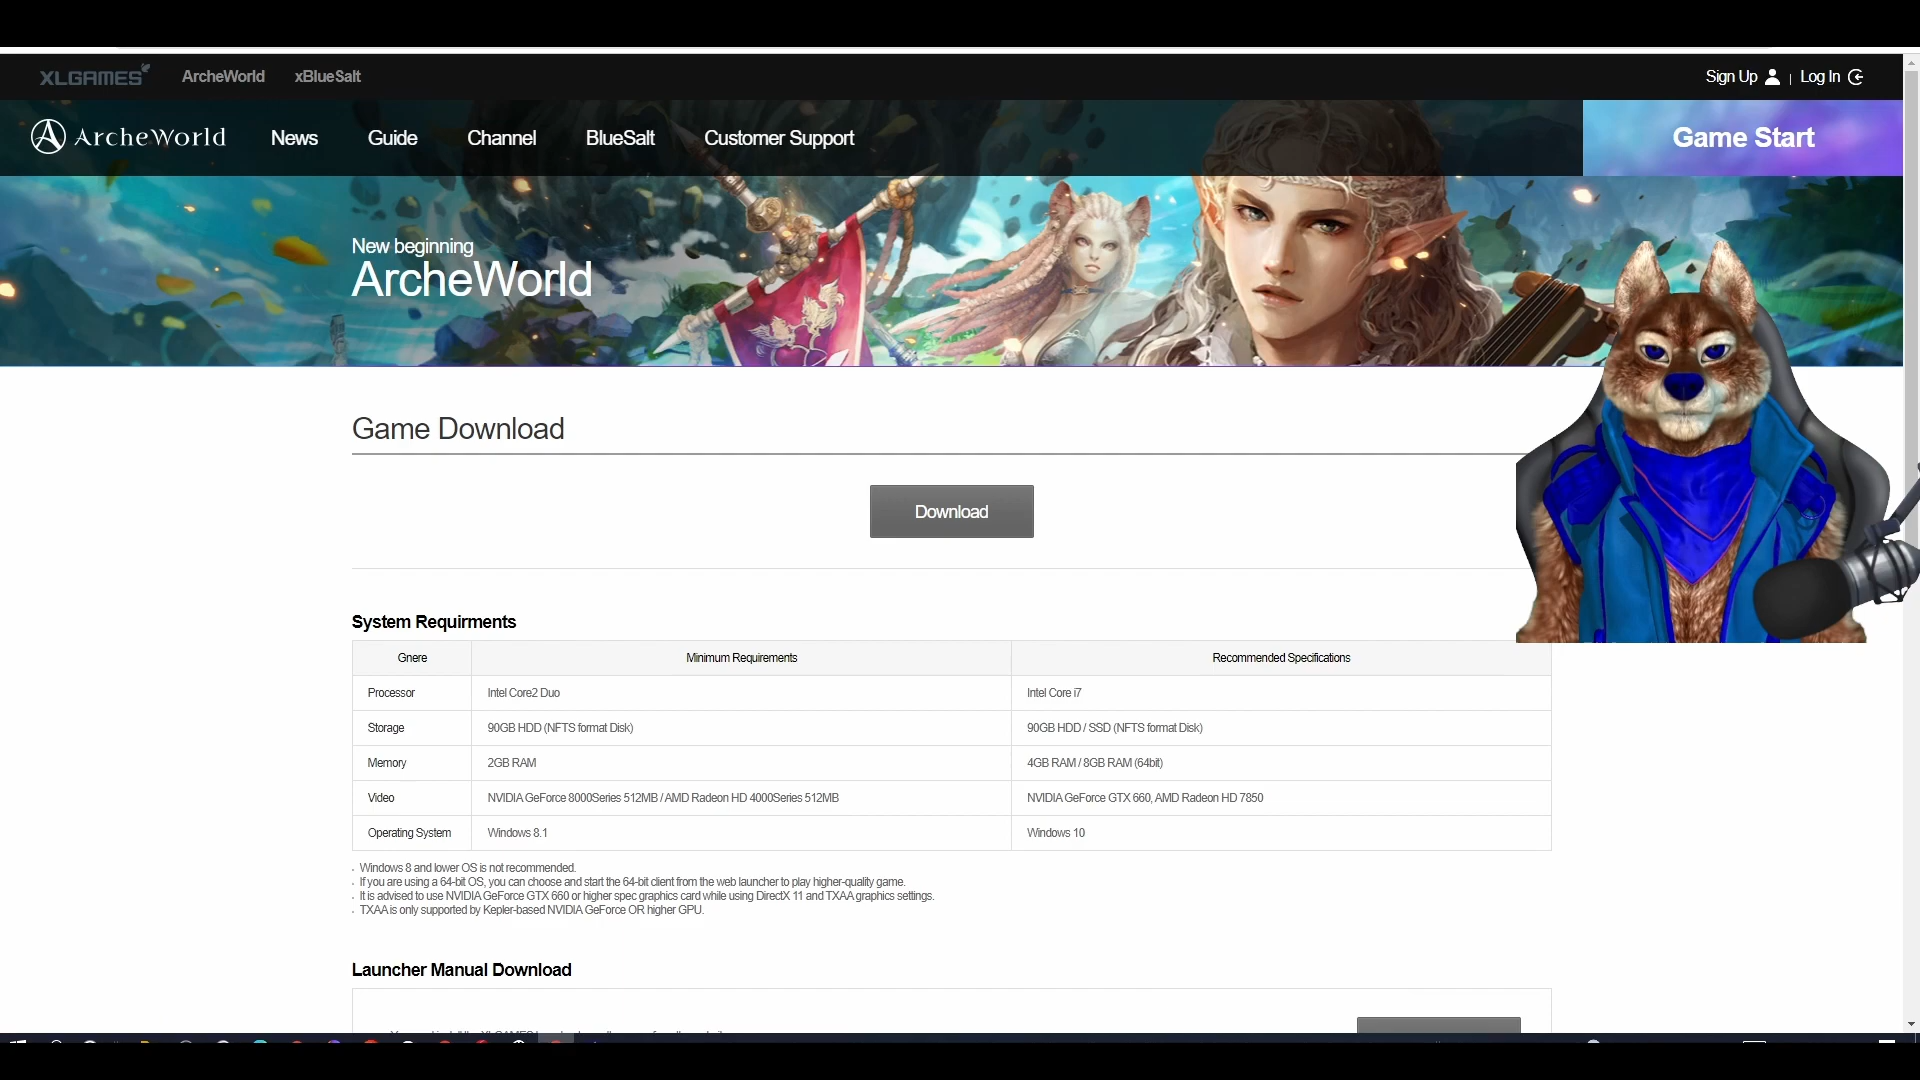 XLGAMES ArcheWorld xBlueSalt Sign Up | Log In
ArcheWorld News Guide Channel BlueSalt Customer Support Game Start
New beginning
ArcheWorld
Game Download
Download
System Requirments
Gnere Minimum Requirements Recommended Specifications
Processor Intel Core2 Duo Intel Core i7
Storage 90GB HDD (NFTS format Disk) 90GB HDD / SSD (NFTS format Disk)
Memory 2GB RAM 4GB RAM / 8GB RAM (64bit)
Video NVIDIA GeForce 8000Series 512MB / AMD Radeon HD 4000Series 512MB NVIDIA GeForce GTX 660, AMD Radeon HD 7850
Operating System Windows 8.1 Windows 10
Windows 8 and lower OS is not recommended.
If you are using a 64-bit OS, you can choose and start the 64-bit client from the web launcher to play higher-quality game.
It is advised to use NVIDIA GeForce GTX 660 or higher spec graphics card while using DirectX 11 and TXAA graphics settings.
TXAA is only supported by Kepler-based NVIDIA GeForce OR higher GPU.
Launcher Manual Download